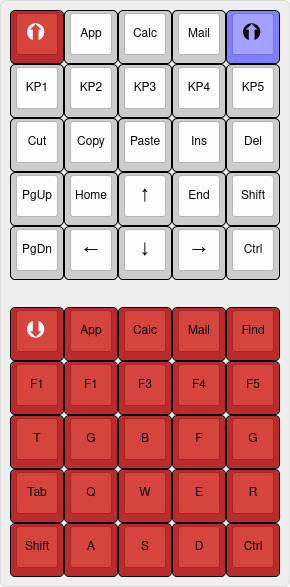 App Calc Mail
KP1 KP2 KP3 KP4 KP5
Cut Copy Paste Ins Del
PgUp Home ↑ End Shift
PgDn ← ↓ → Ctrl
App Calc Mail Find
F1 F1 F3 F4 F5
T G B F G
Tab Q W E R
Shift A S D Ctrl